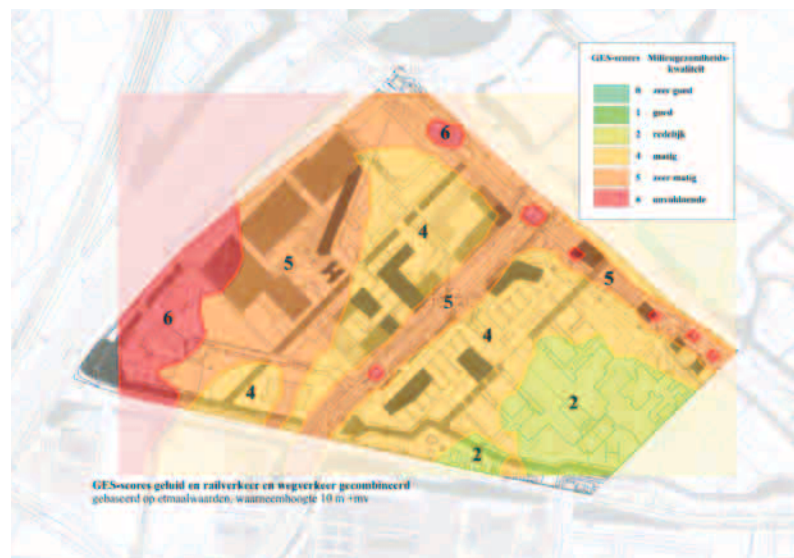 GES-scores Milieugezondheids-
kwaliteit
0 zeer goed
1 goed
2 redelijk
4 matig
5 zeer matig
6 onvoldoende
6
4
5
5
5
6
4
4
2
2
GES-scores geluid en railverkeer en wegverkeer gecombineerd
gebaseerd op etmaalwaarden, waarneemhoogte 10 m +mv